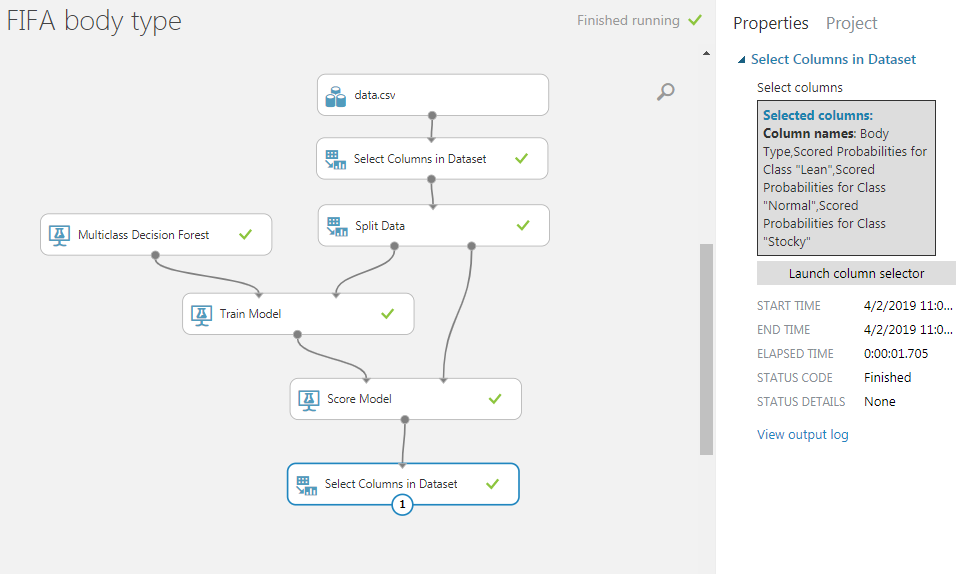 FIFA body type
Finished running
data.csv
Select Columns in Dataset
Split Data
Multiclass Decision Forest
Train Model
Score Model
Select Columns in Dataset
1
Properties Project
Select Columns in Dataset
Select columns
Selected columns:
Column names: Body
Type,Scored Probabilities for
Class "Lean",Scored
Probabilities for Class
"Normal",Scored
Probabilities for Class
"Stocky"
Launch column selector
START TIME 4/2/2019 11:0...
END TIME 4/2/2019 11:0...
ELAPSED TIME 0:00:01.705
STATUS CODE Finished
STATUS DETAILS None
View output log